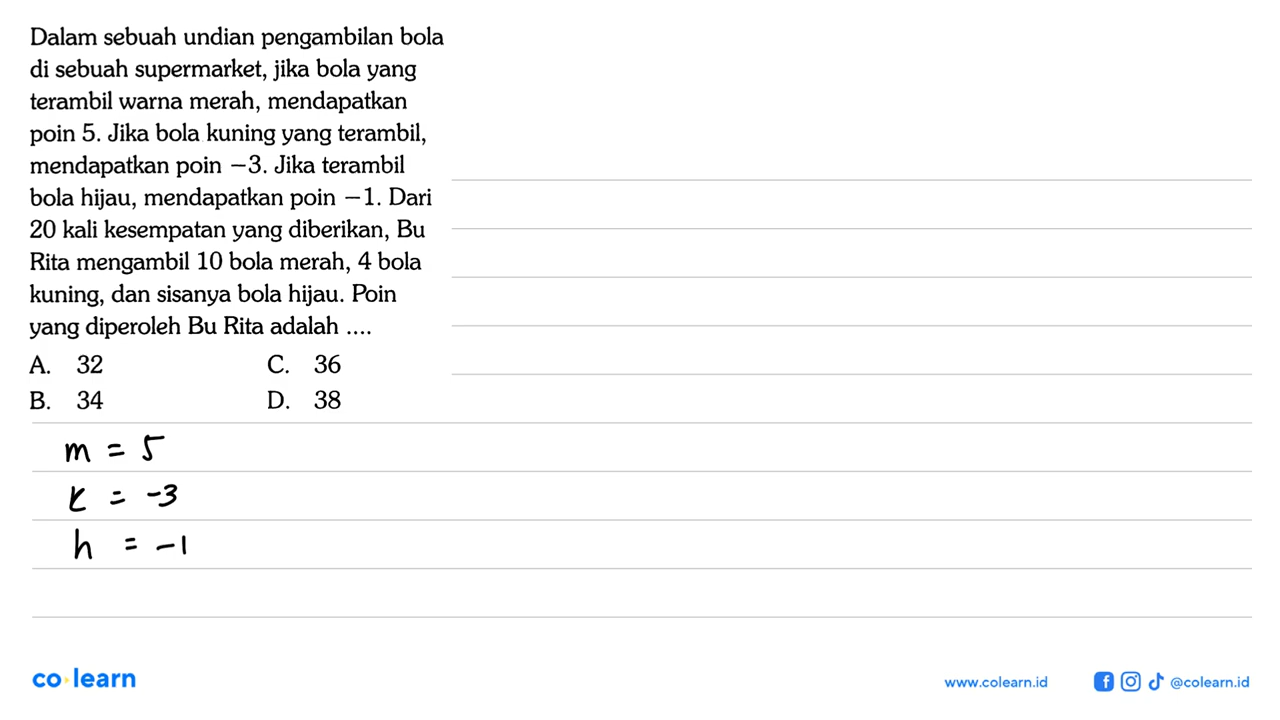 Dalam sebuah undian pengambilan bola
di sebuah supermarket, jika bola yang
terambil warna merah, mendapatkan
poin 5. Jika bola kuning yang terambil,
mendapatkan poin −3. Jika terambil
bola hijau, mendapatkan poin −1. Dari
20 kali kesempatan yang diberikan, Bu
Rita mengambil 10 bola merah, 4 bola
kuning, dan sisanya bola hijau. Poin
yang diperoleh Bu Rita adalah ....
A. 32 C. 36
B. 34 D. 38
m = 5
k = -3
h = -1
co learn
www.colearn.id @colearn.id